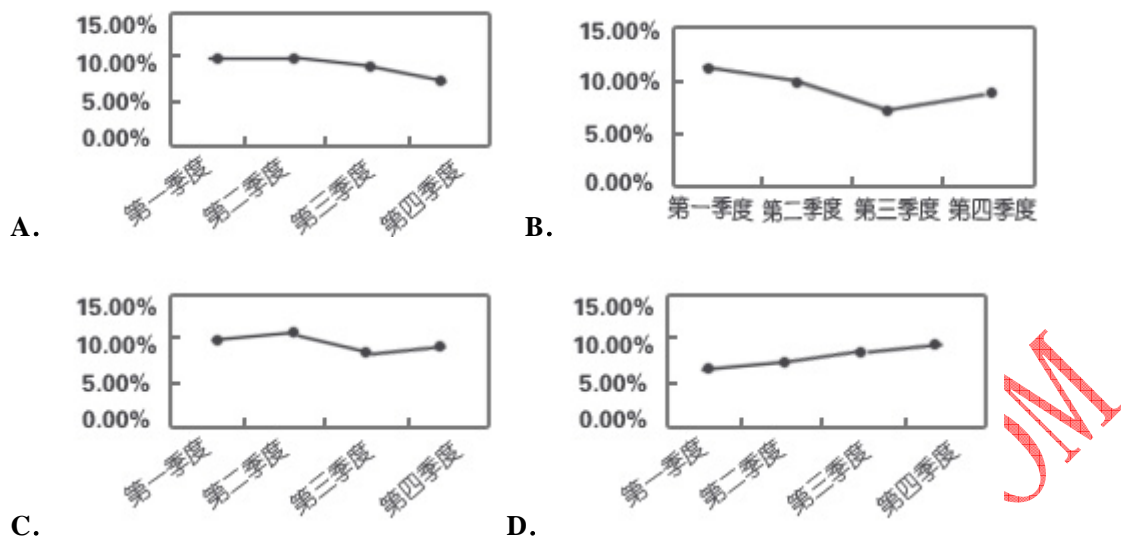 15.00%
10.00%
5.00%
0.00%
第一季度
第二季度
第三季度
第四季度
A.
15.00%
10.00%
5.00%
0.00%
第一季度 第二季度 第三季度 第四季度
B.
15.00%
10.00%
5.00%
0.00%
第一季度
第二季度
第三季度
第四季度
C.
15.00%
10.00%
5.00%
0.00%
第一季度
第二季度
第三季度
第四季度
D.
OM